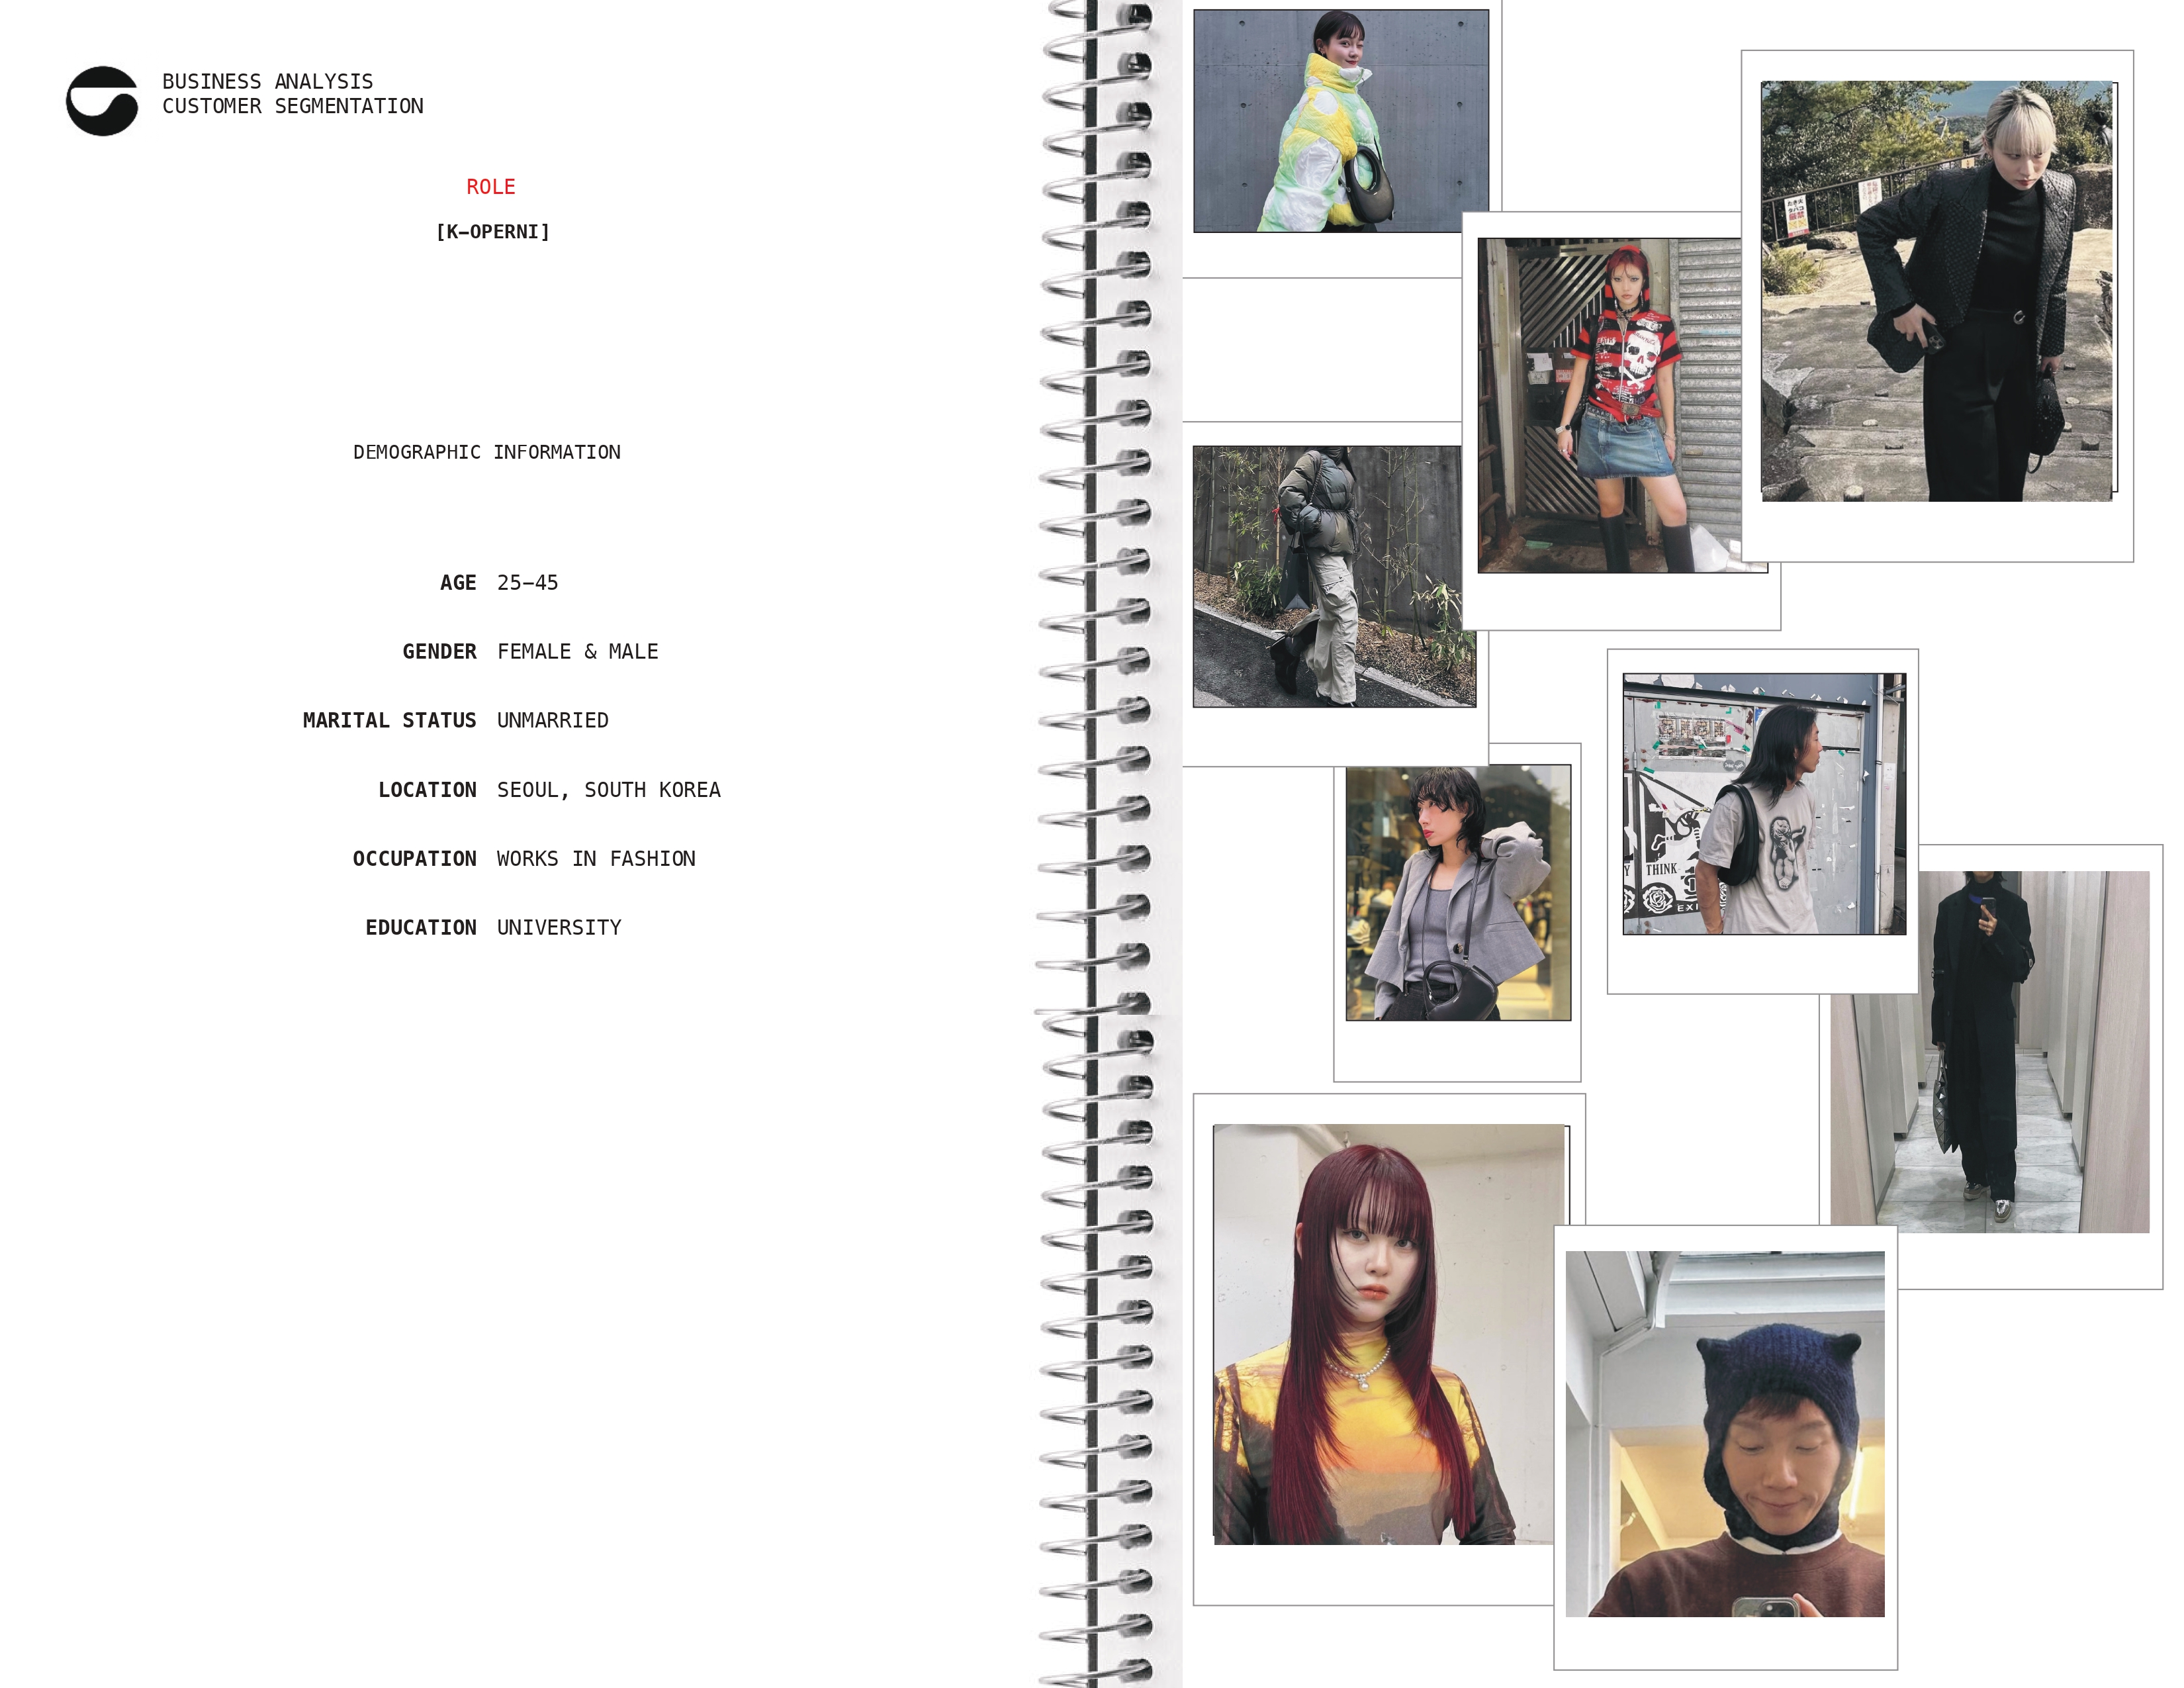 BUSINESS ANALYSIS
CUSTOMER SEGMENTATION
ROLE
[K–OPERNI]
DEMOGRAPHIC INFORMATION
AGE 25–45
GENDER FEMALE & MALE
MARITAL STATUS UNMARRIED
LOCATION SEOUL, SOUTH KOREA
OCCUPATION WORKS IN FASHION
EDUCATION UNIVERSITY
THINK